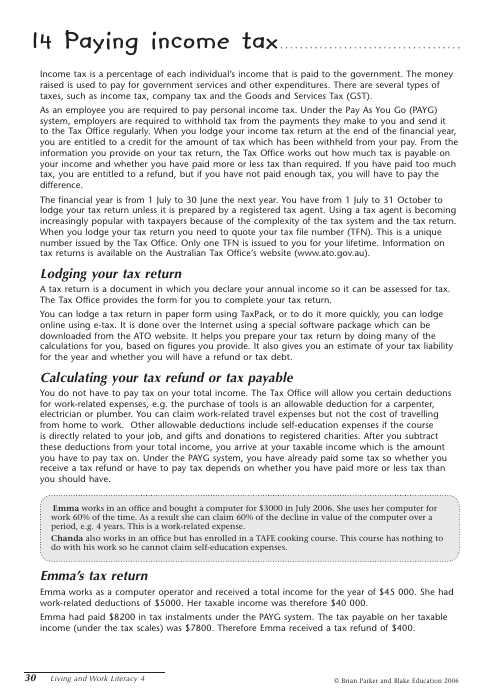 14 Paying income tax
Income tax is a percentage of each individual's income that is paid to the government. The money
raised is used to pay for government services and other expenditures. There are several types of
taxes, such as income tax, company tax and the Goods and Services Tax (GST).
As an employee you are required to pay personal income tax. Under the Pay As You Go (PAYG)
system, employers are required to withhold tax from the payments they make to you and send it
to the Tax Office regularly. When you lodge your income tax return at the end of the financial year,
you are entitled to a credit for the amount of tax which has been withheld from your pay. From the
information you provide on your tax return, the Tax Office works out how much tax is payable on
your income and whether you have paid more or less tax than required. If you have paid too much
tax, you are entitled to a refund, but if you have not paid enough tax, you will have to pay the
difference.
The financial year is from 1 July to 30 June the next year. You have from 1 July to 31 October to
lodge your tax return unless it is prepared by a registered tax agent. Using a tax agent is becoming
increasingly popular with taxpayers because of the complexity of the tax system and the tax return.
When you lodge your tax return you need to quote your tax file number (TFN). This is a unique
number issued by the Tax Office. Only one TFN is issued to you for your lifetime. Information on
tax returns is available on the Australian Tax Office's website (www.ato.gov.au).
Lodging your tax return
A tax return is a document in which you declare your annual income so it can be assessed for tax.
The Tax Office provides the form for you to complete your tax return.
You can lodge a tax return in paper form using TaxPack, or to do it more quickly, you can lodge
online using e-tax. It is done over the Internet using a special software package which can be
downloaded from the ATO website. It helps you prepare your tax return by doing many of the
calculations for you, based on figures you provide. It also gives you an estimate of your tax liability
for the year and whether you will have a refund or tax debt.
Calculating your tax refund or tax payable
You do not have to pay tax on your total income. The Tax Office will allow you certain deductions
for work-related expenses, e.g. the purchase of tools is an allowable deduction for a carpenter,
electrician or plumber. You can claim work-related travel expenses but not the cost of travelling
from home to work. Other allowable deductions include self-education expenses if the course
is directly related to your job, and gifts and donations to registered charities. After you subtract
these deductions from your total income, you arrive at your taxable income which is the amount
you have to pay tax on. Under the PAYG system, you have already paid some tax so whether you
receive a tax refund or have to pay tax depends on whether you have paid more or less tax than
you should have.
Emma works in an office and bought a computer for $3000 in July 2006. She uses her computer for
work 60% of the time. As a result she can claim 60% of the decline in value of the computer over a
period, e.g. 4 years. This is a work-related expense.
Chanda also works in an office but has enrolled in a TAFE cooking course. This course has nothing to
do with his work so he cannot claim self-education expenses.
Emma's tax return
Emma works as a computer operator and received a total income for the year of $45 000. She had
work-related deductions of $5000. Her taxable income was therefore $40 000.
Emma had paid $8200 in tax instalments under the PAYG system. The tax payable on her taxable
income (under the tax scales) was $7800. Therefore Emma received a tax refund of $400.
30 Living and Work Literacy 4
© Brian Parker and Blake Education 2006